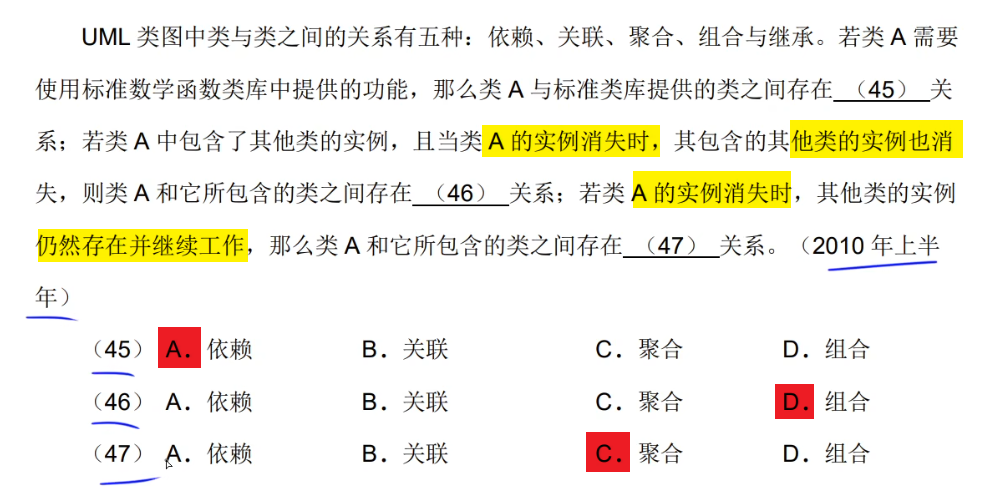 UML 类图中类与类之间的关系有五种：依赖、关联、聚合、组合与继承。若类 A 需要
使用标准数学函数类库中提供的功能，那么类 A 与标准类库提供的类之间存在 （45） 关
系；若类 A 中包含了其他类的实例，且当类 A 的实例消失时，其包含的其他类的实例也消
失，则类 A 和它所包含的类之间存在 （46） 关系；若类 A 的实例消失时，其他类的实例
仍然存在并继续工作，那么类 A 和它所包含的类之间存在 （47） 关系。（2010 年上半
年）
（45） A．依赖 B．关联 C．聚合 D．组合
（46） A．依赖 B．关联 C．聚合 D．组合
（47） A．依赖 B．关联 C．聚合 D．组合